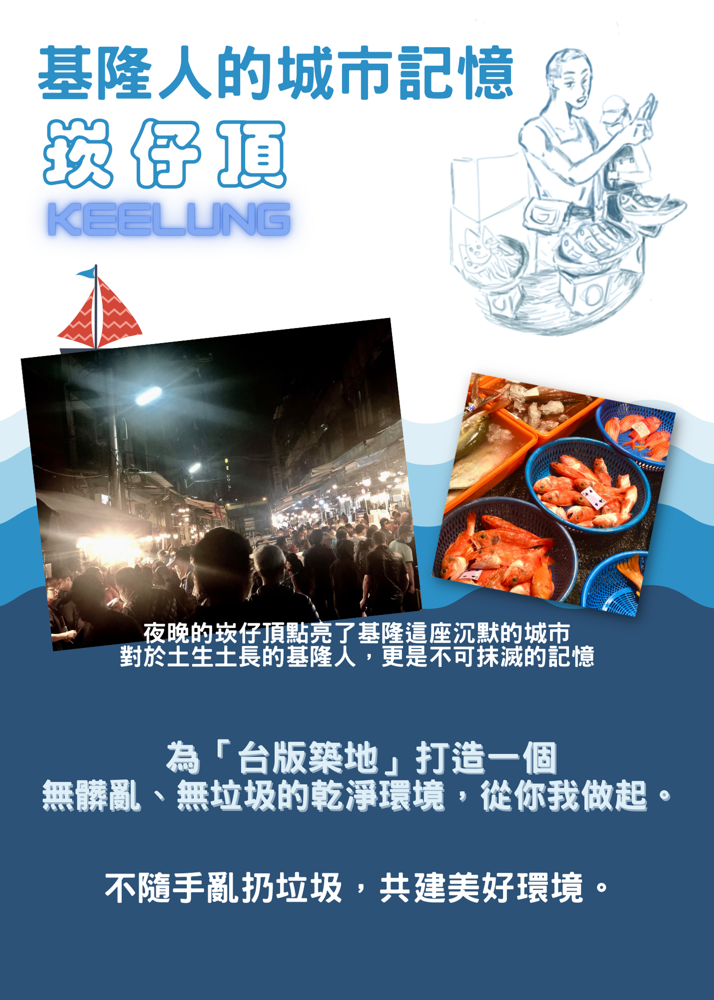 基隆人的城市記憶
崁仔頂
KEELUNG
夜晚的崁仔頂點亮了基隆這座沉默的城市
對於土生土長的基隆人，更是不可抹滅的記憶
為「台版築地」打造一個
無髒亂、無垃圾的乾淨環境，從你我做起。
不隨手亂扔垃圾，共建美好環境。